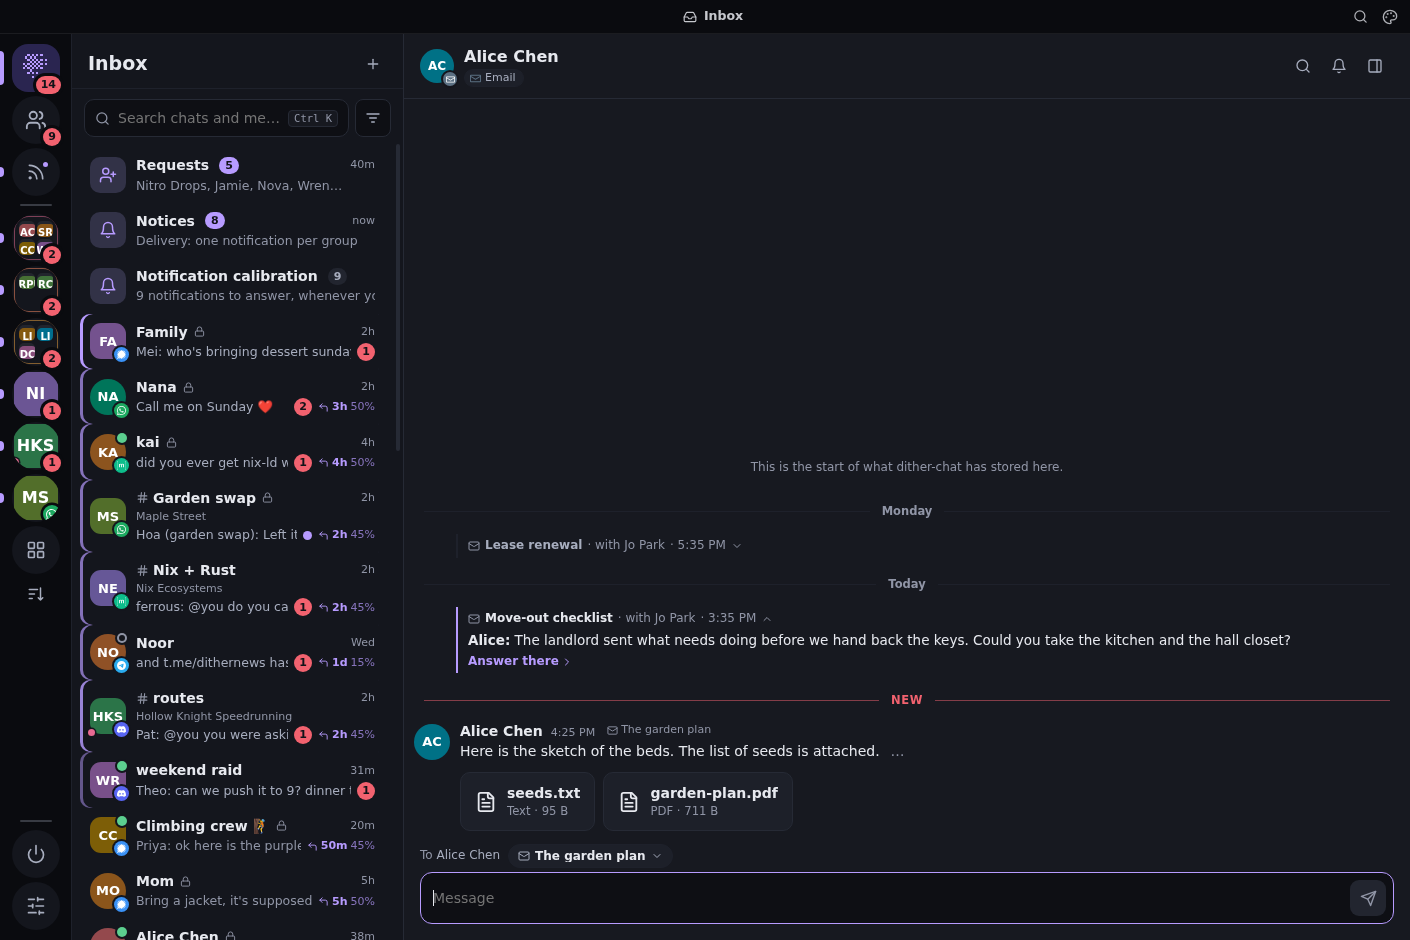 Inbox
14
9
2
2
2
1
1
AC
SR
CC
RP
RC
LI
LI
DC
NI
HKS
MS
Inbox
Search chats and me… Ctrl K
Requests 5 40m
Nitro Drops, Jamie, Nova, Wren…
Notices 8 now
Delivery: one notification per group
Notification calibration 9
9 notifications to answer, whenever
FA
Family 2h
Mei: who's bringing dessert sunda 1
NA
Nana 2h
Call me on Sunday ❤️ 2 3h 50%
KA
kai 4h
did you ever get nix-ld w 1 4h 50%
MS
# Garden swap 2h
Maple Street
Hoa (garden swap): Left it 2h 45%
NE
# Nix + Rust 2h
Nix Ecosystems
ferrous: @you do you ca 1 2h 45%
NO
Noor Wed
and t.me/dithernews has 1 1d 15%
HKS
# routes 2h
Hollow Knight Speedrunning
Pat: @you you were aski 1 2h 45%
WR
weekend raid 31m
Theo: can we push it to 9? dinner 1
CC
Climbing crew 🧗 20m
Priya: ok here is the purple 50m 45%
MO
Mom 5h
Bring a jacket, it's supposed 5h 50%
Alice Chen 38m
AC
Alice Chen
Email
This is the start of what dither-chat has stored here.
Monday
Lease renewal · with Jo Park · 5:35 PM
Today
Move-out checklist · with Jo Park · 3:35 PM
Alice: The landlord sent what needs doing before we hand back the keys. Could you take the kitchen and the hall closet?
Answer there
NEW
AC
Alice Chen 4:25 PM The garden plan
Here is the sketch of the beds. The list of seeds is attached. …
seeds.txt
Text · 95 B
garden-plan.pdf
PDF · 711 B
To Alice Chen The garden plan
Message